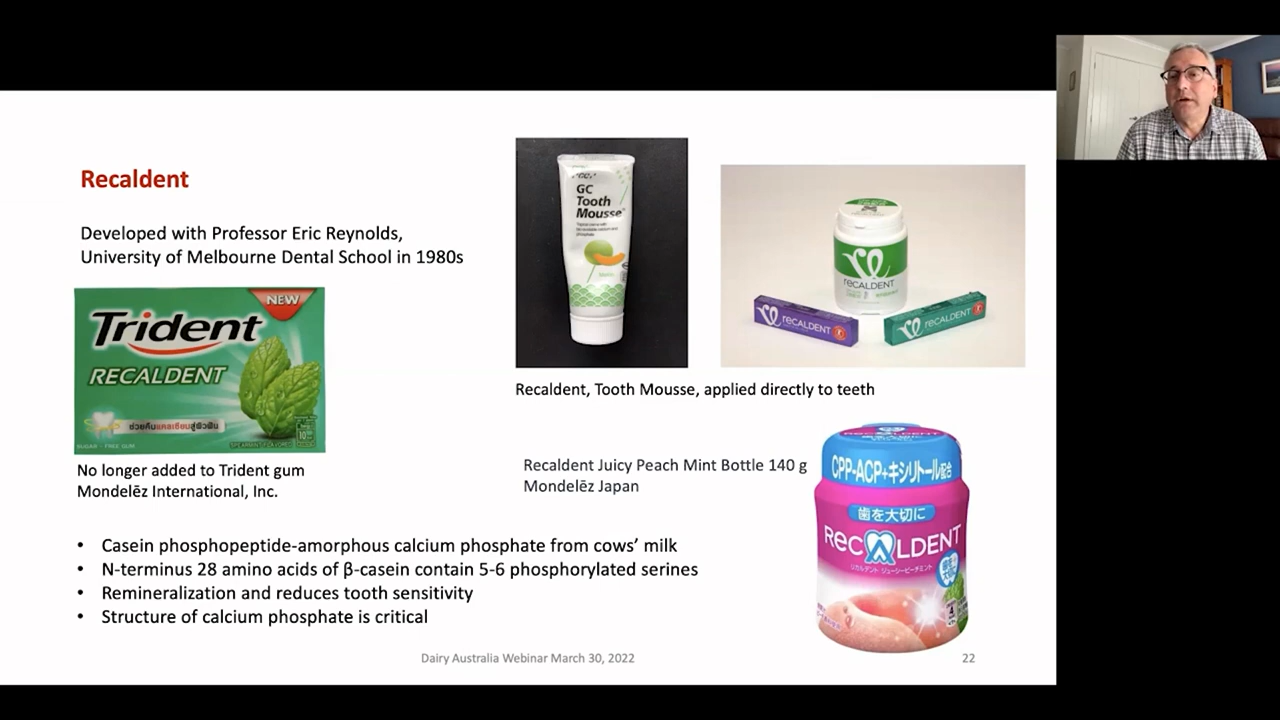 Recaldent
Developed with Professor Eric Reynolds,
University of Melbourne Dental School in 1980s
NEW
Trident
RECALDENT
ช่วยคืนแคลเซียมสู่ผิวฟัน
SUGAR - FREE GUM
SPEARMINT FLAVORED
No longer added to Trident gum
Mondelēz International, Inc.
GC
Tooth
Mousse
Melon
RECALDENT
RECALDENT
RECALDENT
Recaldent, Tooth Mousse, applied directly to teeth
Recaldent Juicy Peach Mint Bottle 140 g
Mondelēz Japan
CPP-ACP+キシリトール配合
歯を大切に
RECALDENT
リカルデント ジューシーピーチミント
• Casein phosphopeptide-amorphous calcium phosphate from cows’ milk
• N-terminus 28 amino acids of β-casein contain 5-6 phosphorylated serines
• Remineralization and reduces tooth sensitivity
• Structure of calcium phosphate is critical
Dairy Australia Webinar March 30, 2022
22